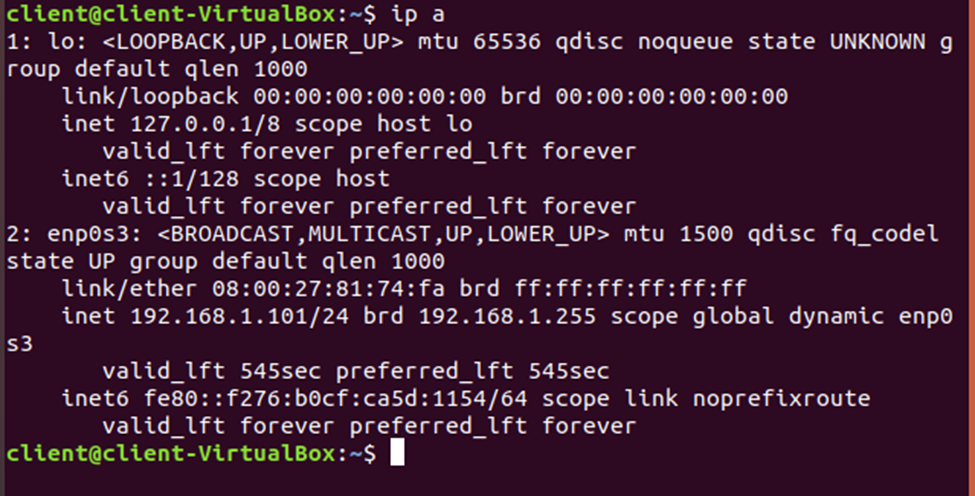 client@client-VirtualBox:~$ ip a
1: lo: <LOOPBACK,UP,LOWER_UP> mtu 65536 qdisc noqueue state UNKNOWN g
roup default qlen 1000
    link/loopback 00:00:00:00:00:00 brd 00:00:00:00:00:00
    inet 127.0.0.1/8 scope host lo
       valid_lft forever preferred_lft forever
    inet6 ::1/128 scope host
       valid_lft forever preferred_lft forever
2: enp0s3: <BROADCAST,MULTICAST,UP,LOWER_UP> mtu 1500 qdisc fq_codel
state UP group default qlen 1000
    link/ether 08:00:27:81:74:fa brd ff:ff:ff:ff:ff:ff
    inet 192.168.1.101/24 brd 192.168.1.255 scope global dynamic enp0
s3
       valid_lft 545sec preferred_lft 545sec
    inet6 fe80::f276:b0cf:ca5d:1154/64 scope link noprefixroute
       valid_lft forever preferred_lft forever
client@client-VirtualBox:~$